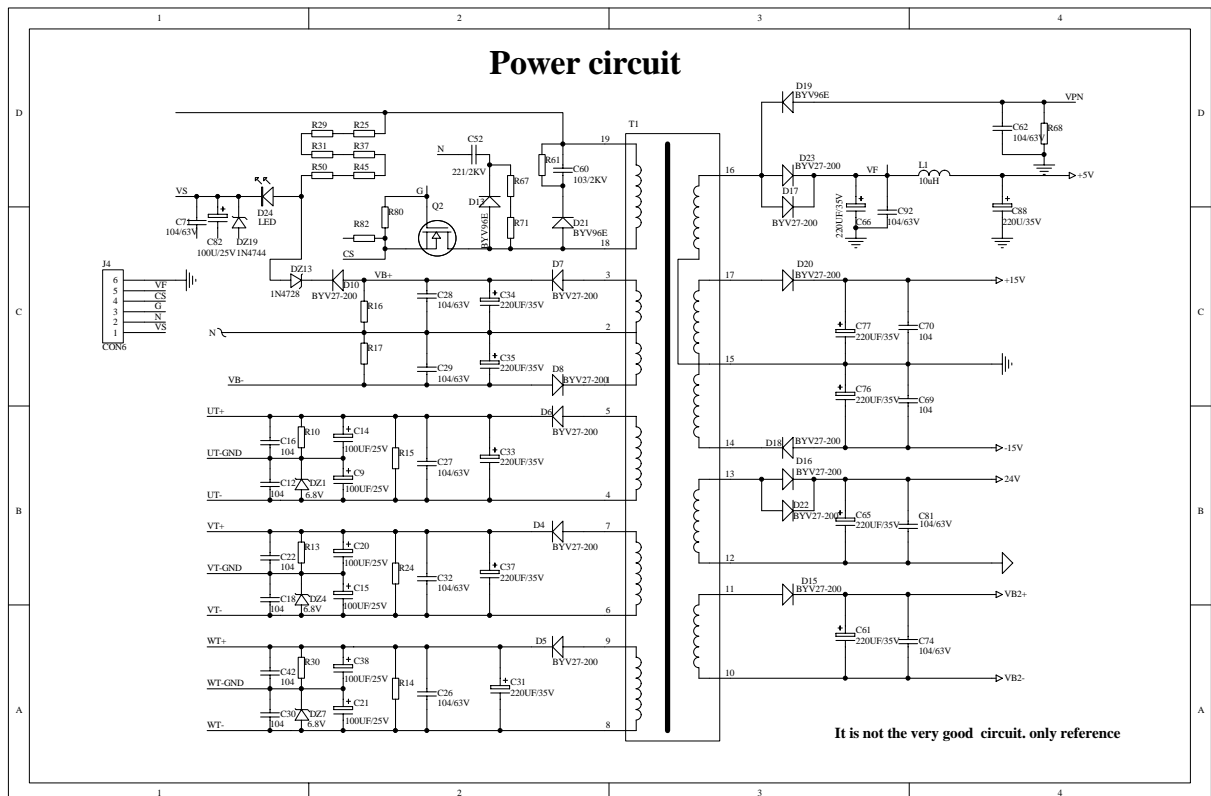 1 2 3 4
Power circuit
D
D
C
C
B
B
A
A
R29 R25
R31 R37
R50 R45
VS
C71
104/63V
C82
100U/25V
DZ19
1N4744
D24
LED
R82
R80
G
Q2
CS
N
C52
221/2KV
D13
BYV96E
R67
R71
R61
C60
103/2KV
D21
BYV96E
19
18
T1
J4
6
5
4
3
2
1
VF
CS
G
N
VS
CON6
DZ13
1N4728
D10
BYV27-200
VB+
R16
C28
104/63V
C34
220UF/35V
D7
BYV27-200
3
N
2
R17
C29
104/63V
C35
220UF/35V
D8
BYV27-200
1
VB-
UT+
UT-GND
UT-
C16
104
C12
104
R10
DZ1
6.8V
C14
100UF/25V
C9
100UF/25V
R15
C27
104/63V
C33
220UF/35V
D6
BYV27-200
5
4
VT+
VT-GND
VT-
C22
104
C18
104
R13
DZ4
6.8V
C20
100UF/25V
C15
100UF/25V
R24
C32
104/63V
C37
220UF/35V
D4
BYV27-200
7
6
WT+
WT-GND
WT-
C42
104
C30
104
R30
DZ7
6.8V
C38
100UF/25V
C21
100UF/25V
R14
C26
104/63V
C31
220UF/35V
D5
BYV27-200
9
8
D19
BYV96E
VPN
C62
104/63V
R68
16
D23
BYV27-200
D17
BYV27-200
VF
L1
10uH
+5V
220UF/35V
C66
C92
104/63V
C88
220U/35V
17
D20
BYV27-200
+15V
C77
220UF/35V
C70
104
15
C76
220UF/35V
C69
104
14
D18
BYV27-200
-15V
13
D16
BYV27-200
24V
D22
BYV27-200
C65
220UF/35V
C81
104/63V
12
11
D15
BYV27-200
VB2+
C61
220UF/35V
C74
104/63V
10
VB2-
It is not the very good circuit. only reference
1 2 3 4